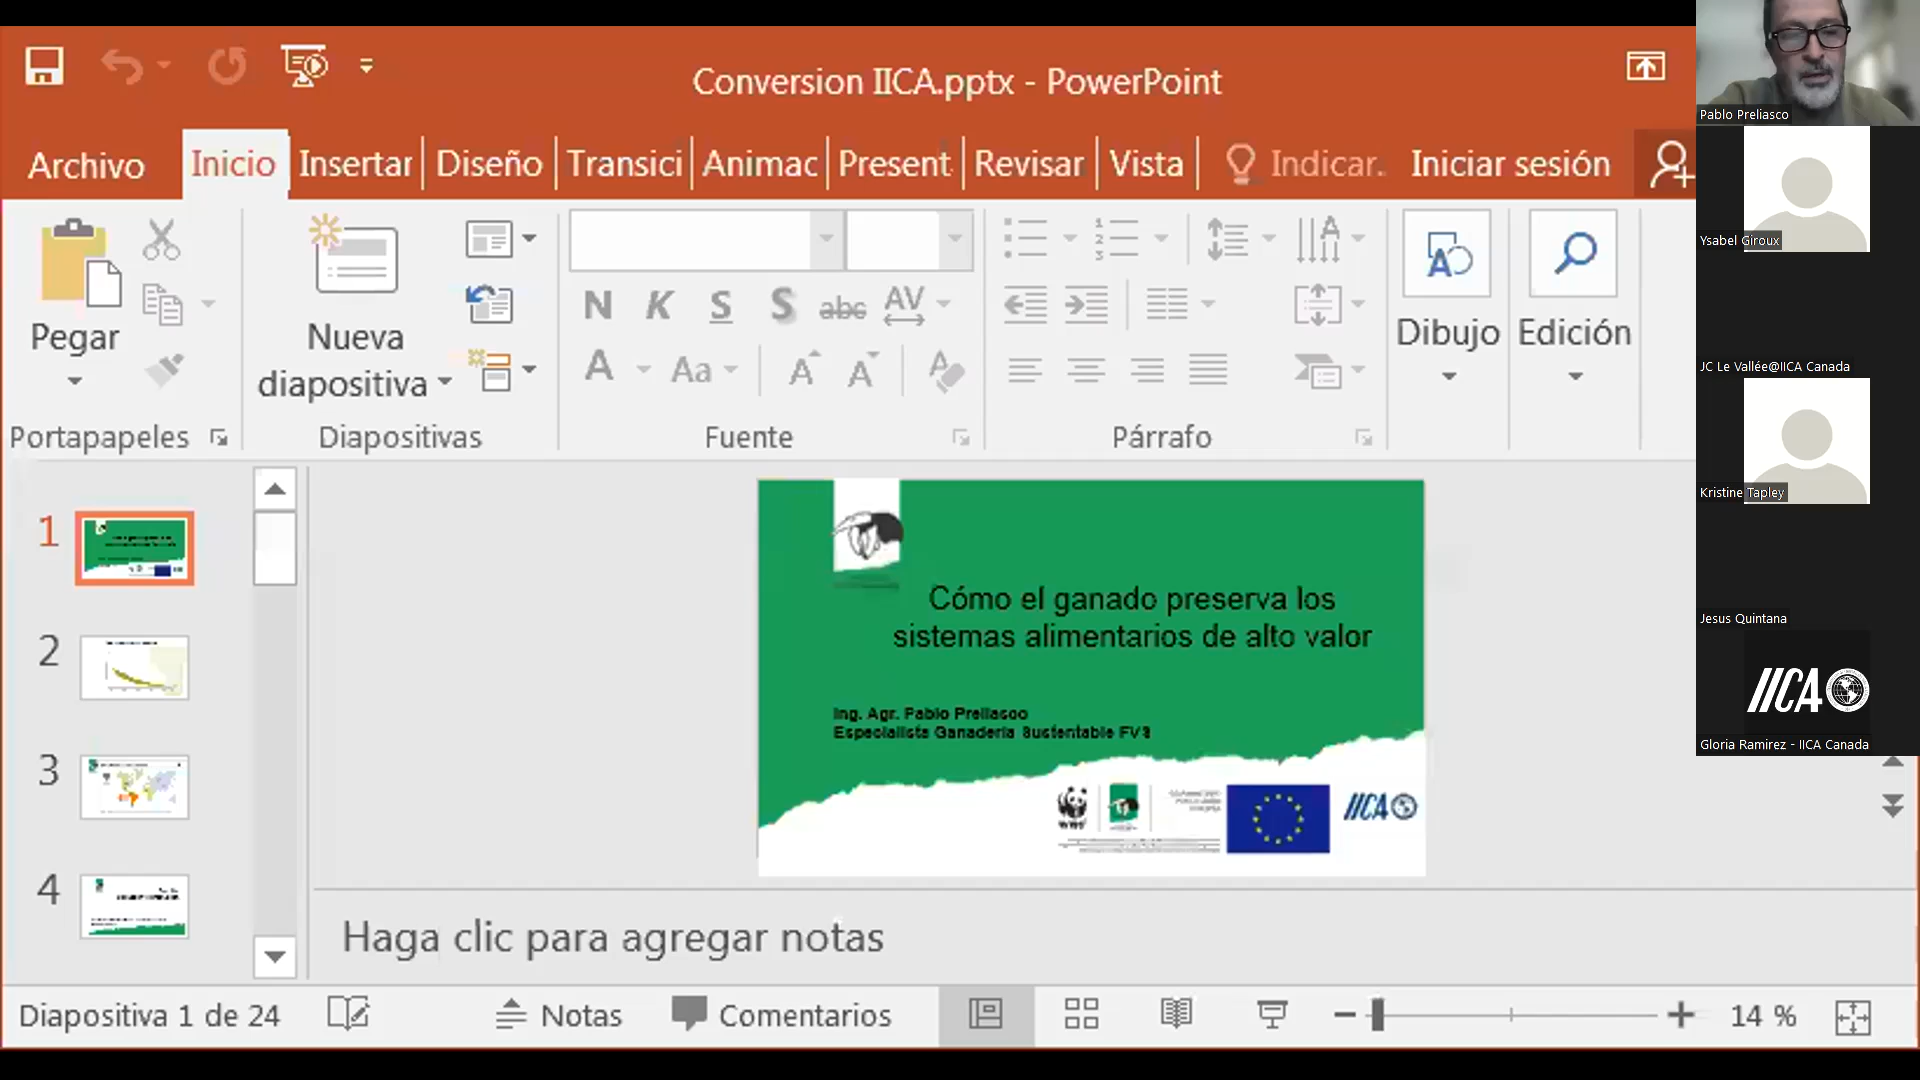 Conversion IICA.pptx - PowerPoint
Archivo
Inicio
Insertar
Diseño
Transici
Animac
Present
Revisar
Vista
Indicar.
Iniciar sesión
Pegar
Nueva
diapositiva
N K S S abc AV
A Aa A A A
Dibujo
Edición
Portapapeles
Diapositivas
Fuente
Párrafo
1
2
3
4
Cómo el ganado preserva los
sistemas alimentarios de alto valor
Ing. Agr. Pablo Preliasco
Especialista Ganadería Sustentable FVS
WWF
IICA
Haga clic para agregar notas
Diapositiva 1 de 24
Notas
Comentarios
14 %
Pablo Preliasco
Ysabel Giroux
JC Le Vallée@IICA Canada
Kristine Tapley
Jesus Quintana
IICA
Gloria Ramirez - IICA Canada